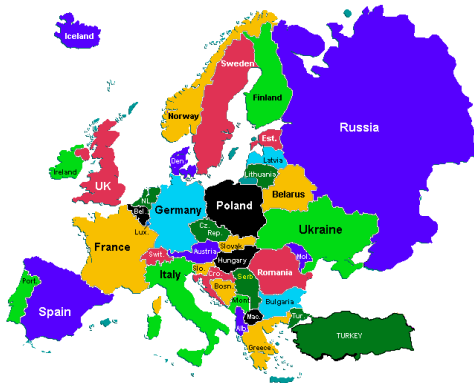 Iceland
Sweden
Norway
Finland
Russia
Est.
Latvia
Lithuania
Den.
Ireland
UK
NL
Bel.
Lux.
Germany
Poland
Belarus
Ukraine
Cz.
Rep.
Slovak.
France
Swit.
Austria
Hungary
Mol.
Romania
Slo.
Cro.
Bosn.
Serb
Mont
Italy
Bulgaria
Mac.
Alb.
Greece
Tur.
TURKEY
Port.
Spain